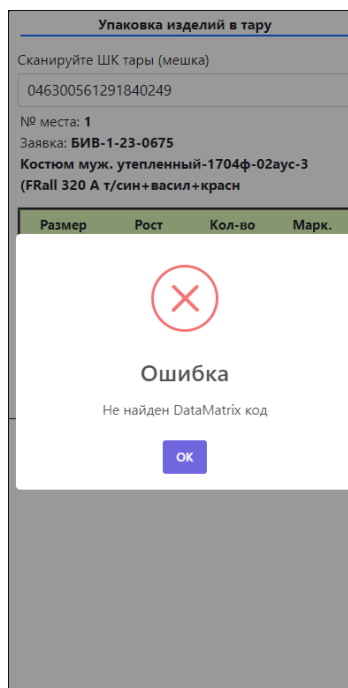 Упаковка изделий в тару
Сканируйте ШК тары (мешка)
046300561291840249
№ места: 1
Заявка: БИВ-1-23-0675
Костюм муж. утепленный-1704ф-02аус-3
(FRall 320 А т/син+васил+красн
Размер Рост Кол-во Марк.
Ошибка
Не найден DataMatrix код
ОК